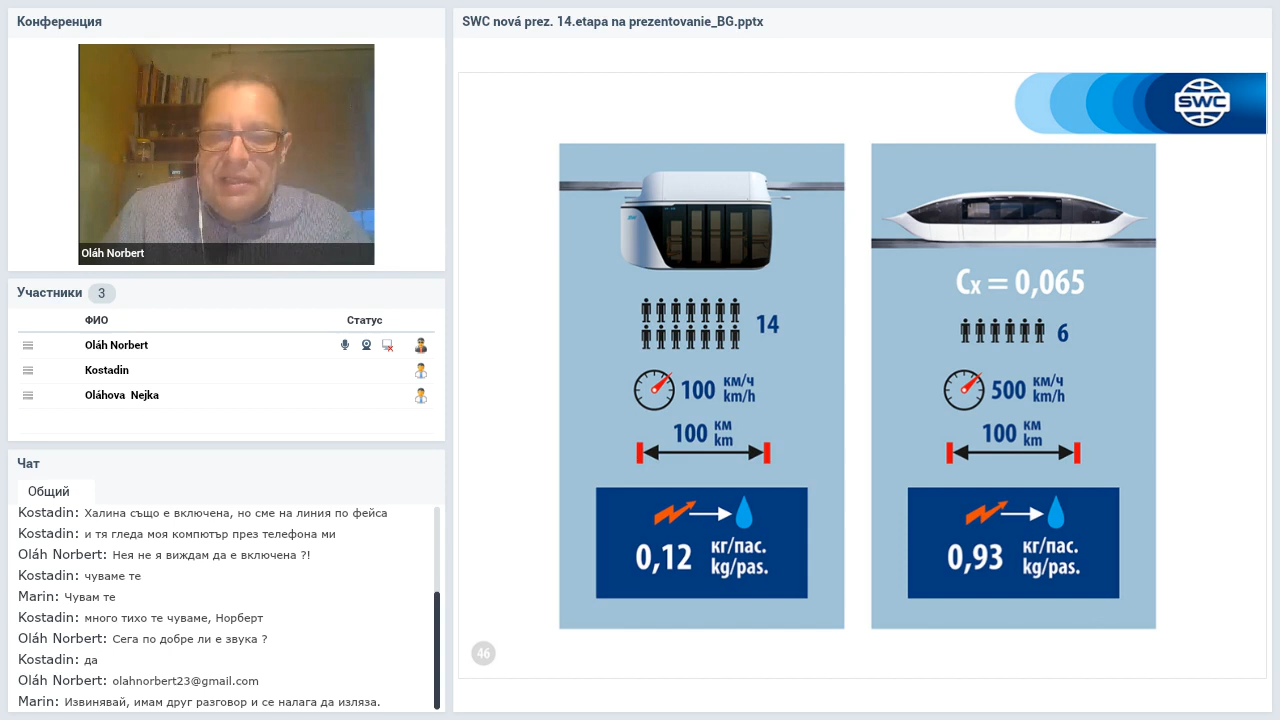 Конференция
Oláh Norbert
Участники 3
ФИО Статус
Oláh Norbert
Kostadin
Oláhova Nejka
Чат
Общий
Kostadin: Халина също е включена, но сме на линия по фейса
Kostadin: и тя гледа моя компютър през телефона ми
Oláh Norbert: Нея не я виждам да е включена ?!
Kostadin: чуваме те
Marin: Чувам те
Kostadin: много тихо те чуваме, Норберт
Oláh Norbert: Сега по добре ли е звука ?
Kostadin: да
Oláh Norbert: olahnorbert23@gmail.com
Marin: Извинявай, имам друг разговор и се налага да изляза.
SWC nová prez. 14.etapa na prezentovanie_BG.pptx
SWC
14
100 км/ч km/h
100 км km
0,12 кг/пас. kg/pas.
Cx = 0,065
6
500 км/ч km/h
100 км km
0,93 кг/пас. kg/pas.
46